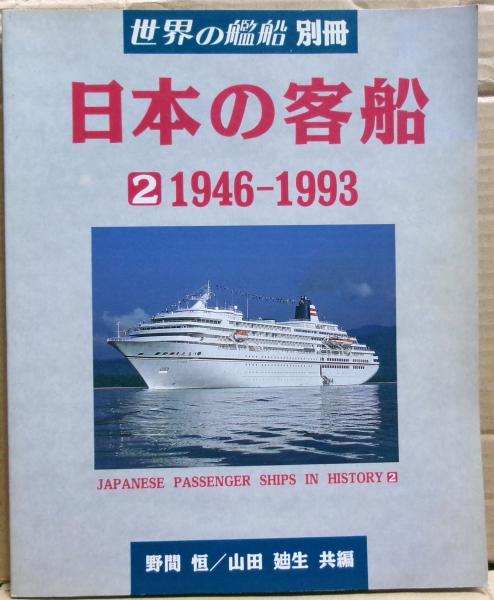 世界の艦船 別冊
日本の客船
2 1946-1993
JAPANESE PASSENGER SHIPS IN HISTORY 2
野間 恒／山田 廸生 共編